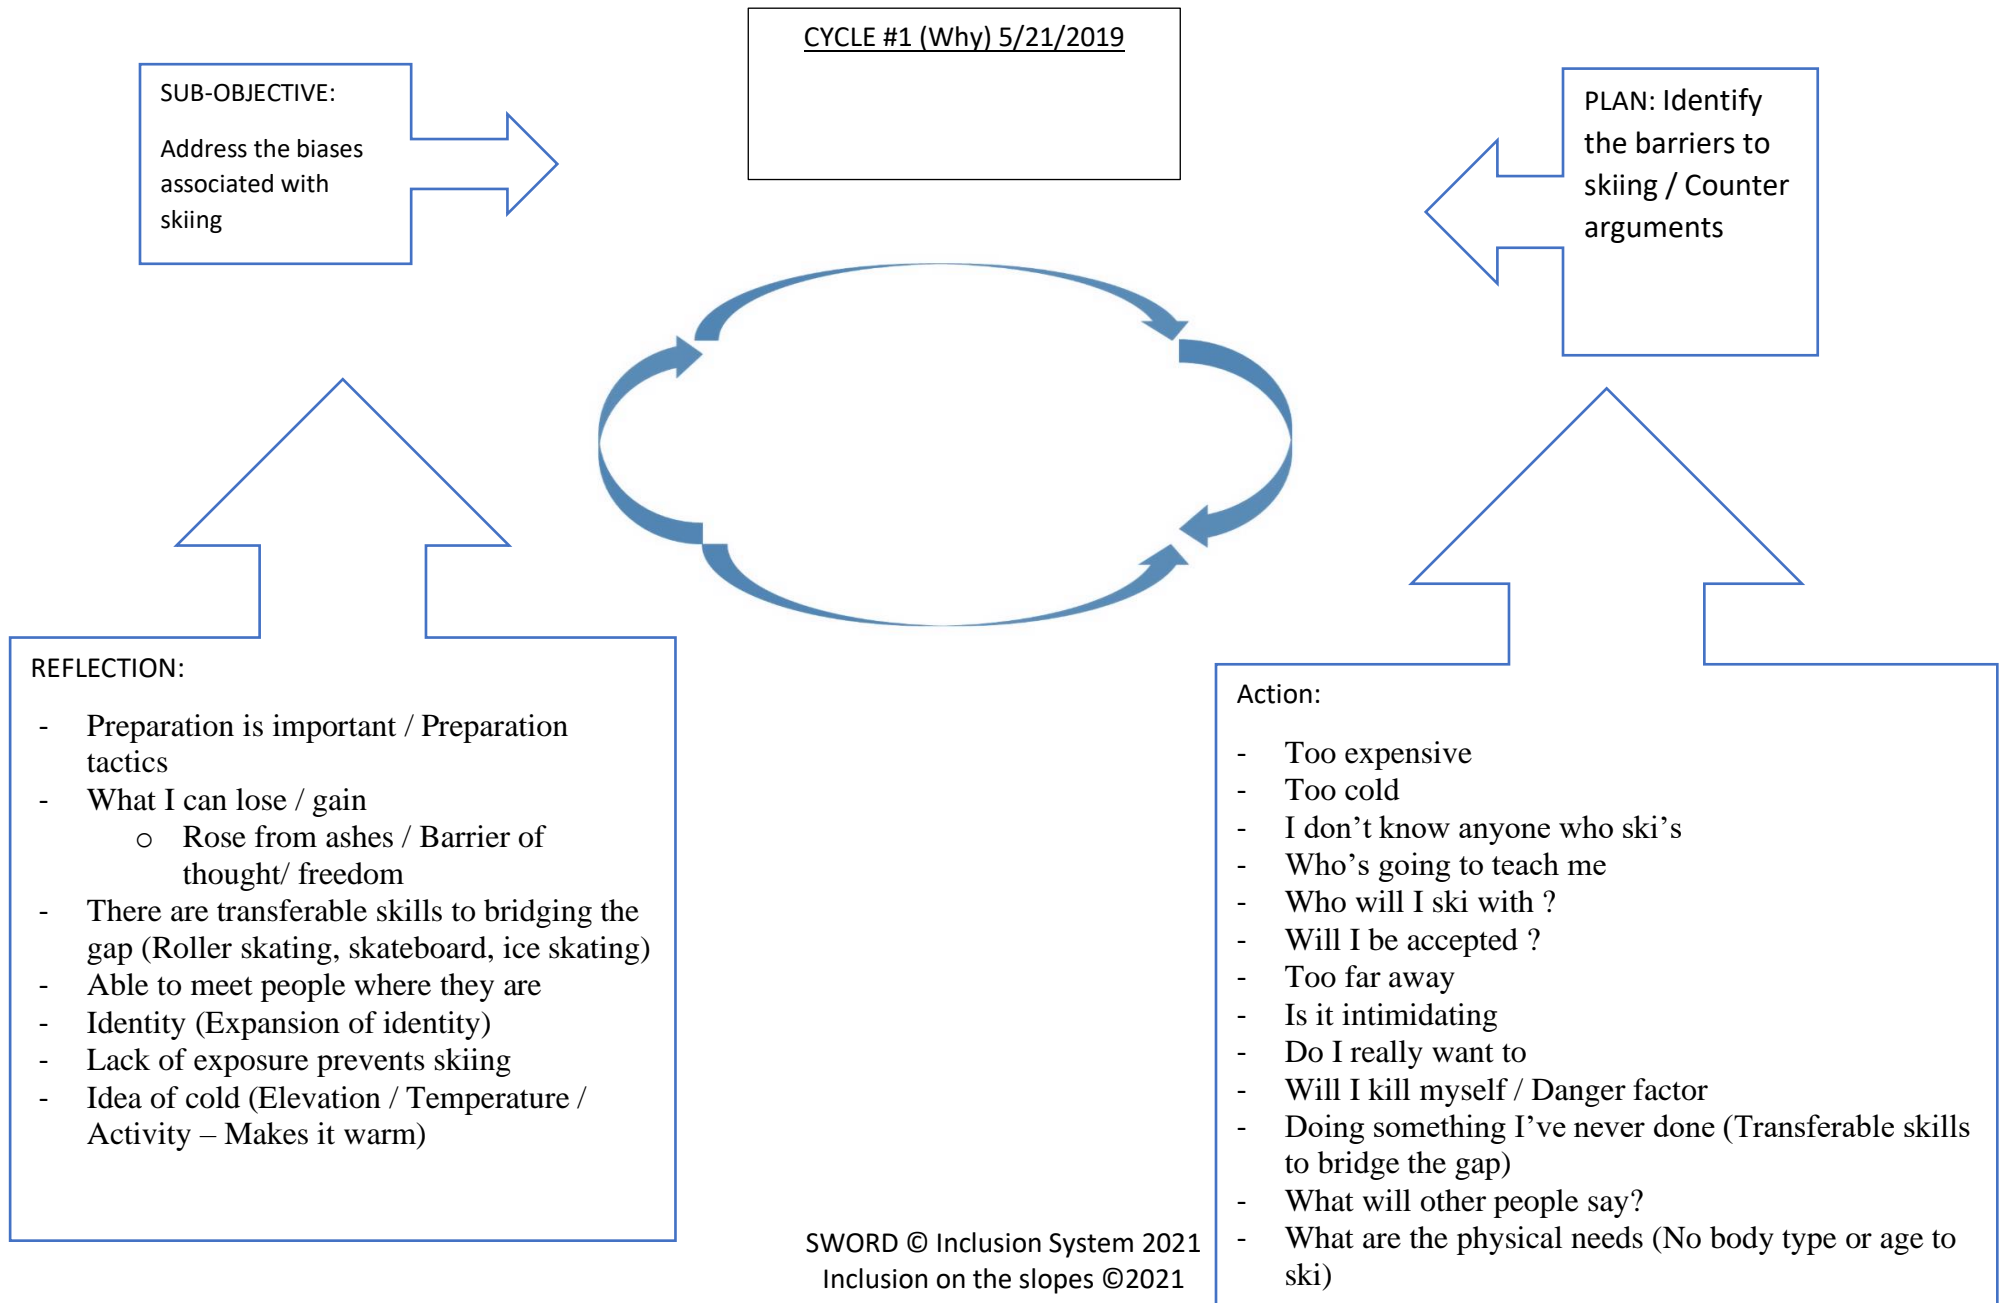 CYCLE #1 (Why) 5/21/2019
SUB-OBJECTIVE:
Address the biases
associated with
skiing
PLAN: Identify
the barriers to
skiing / Counter
arguments
REFLECTION:
- Preparation is important / Preparation
tactics
- What I can lose / gain
o Rose from ashes / Barrier of
thought/ freedom
- There are transferable skills to bridging the
gap (Roller skating, skateboard, ice skating)
- Able to meet people where they are
- Identity (Expansion of identity)
- Lack of exposure prevents skiing
- Idea of cold (Elevation / Temperature /
Activity – Makes it warm)
Action:
- Too expensive
- Too cold
- I don’t know anyone who ski’s
- Who’s going to teach me
- Who will I ski with ?
- Will I be accepted ?
- Too far away
- Is it intimidating
- Do I really want to
- Will I kill myself / Danger factor
- Doing something I’ve never done (Transferable skills
to bridge the gap)
- What will other people say?
- What are the physical needs (No body type or age to
ski)
SWORD © Inclusion System 2021
Inclusion on the slopes ©2021